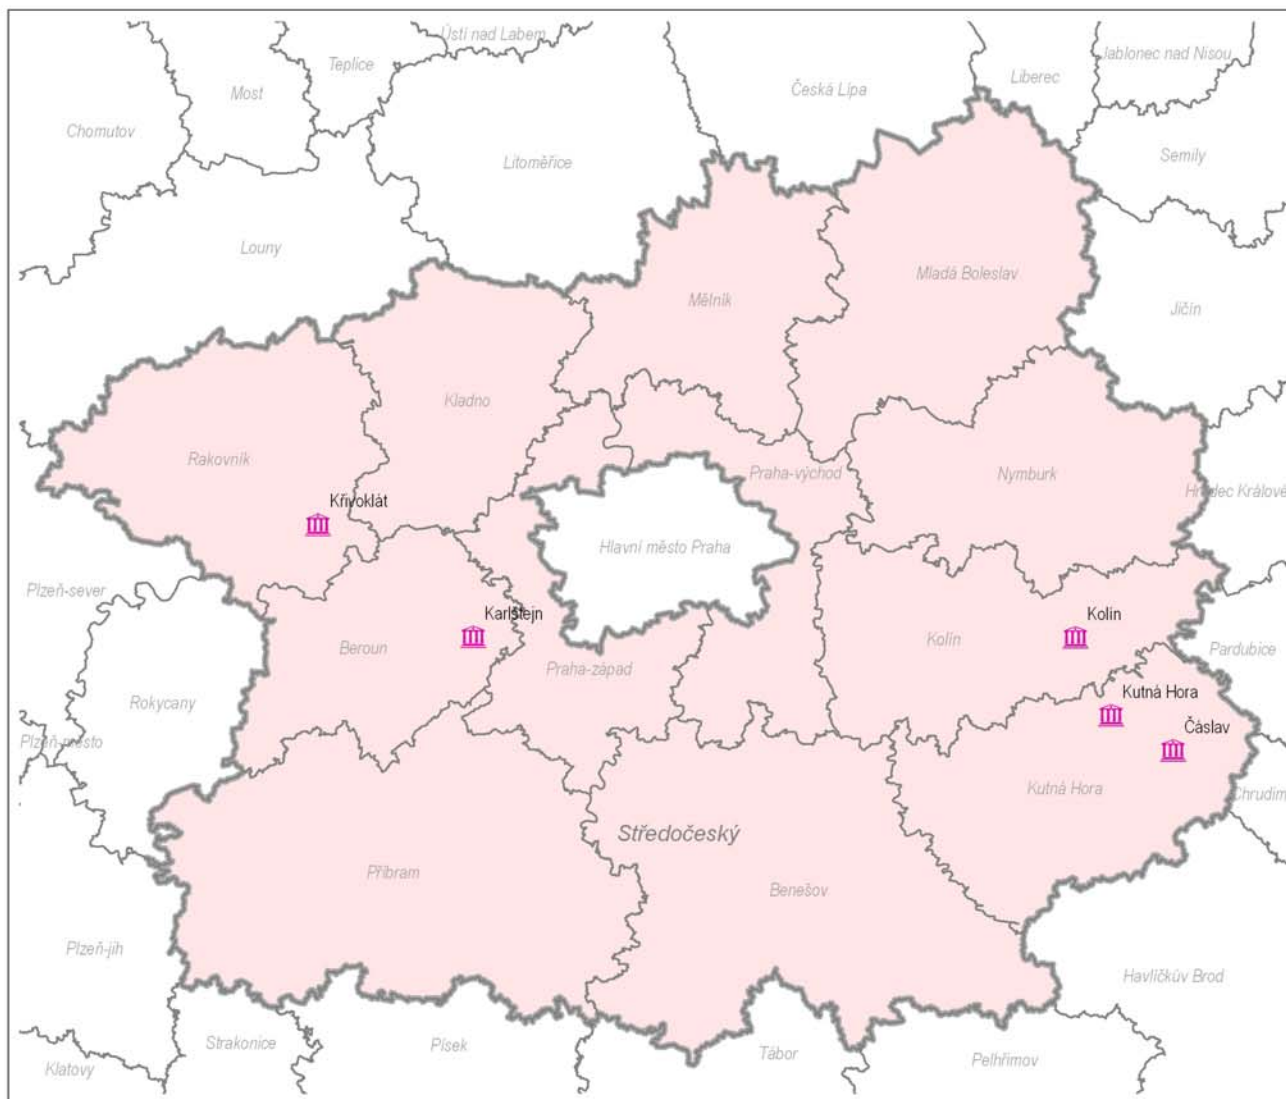 Ústí nad Labem
Jablonec nad Nisou
Teplice
Liberec
Česká Lípa
Most
Chomutov
Semily
Litoměřice
Louny
Mladá Boleslav
Mělník
Jičín
Kladno
Rakovník
Praha-východ
Nymburk
Hradec Králové
Křivoklát
Hlavní město Praha
Plzeň-sever
Karlštejn
Kolín
Kolín
Beroun
Pardubice
Praha-západ
Kutná Hora
Rokycany
Čáslav
Plzeň-město
Kutná Hora
Chrudim
Středočeský
Příbram
Benešov
Plzeň-jih
Havlíčkův Brod
Strakonice
Písek
Tábor
Pelhřimov
Klatovy